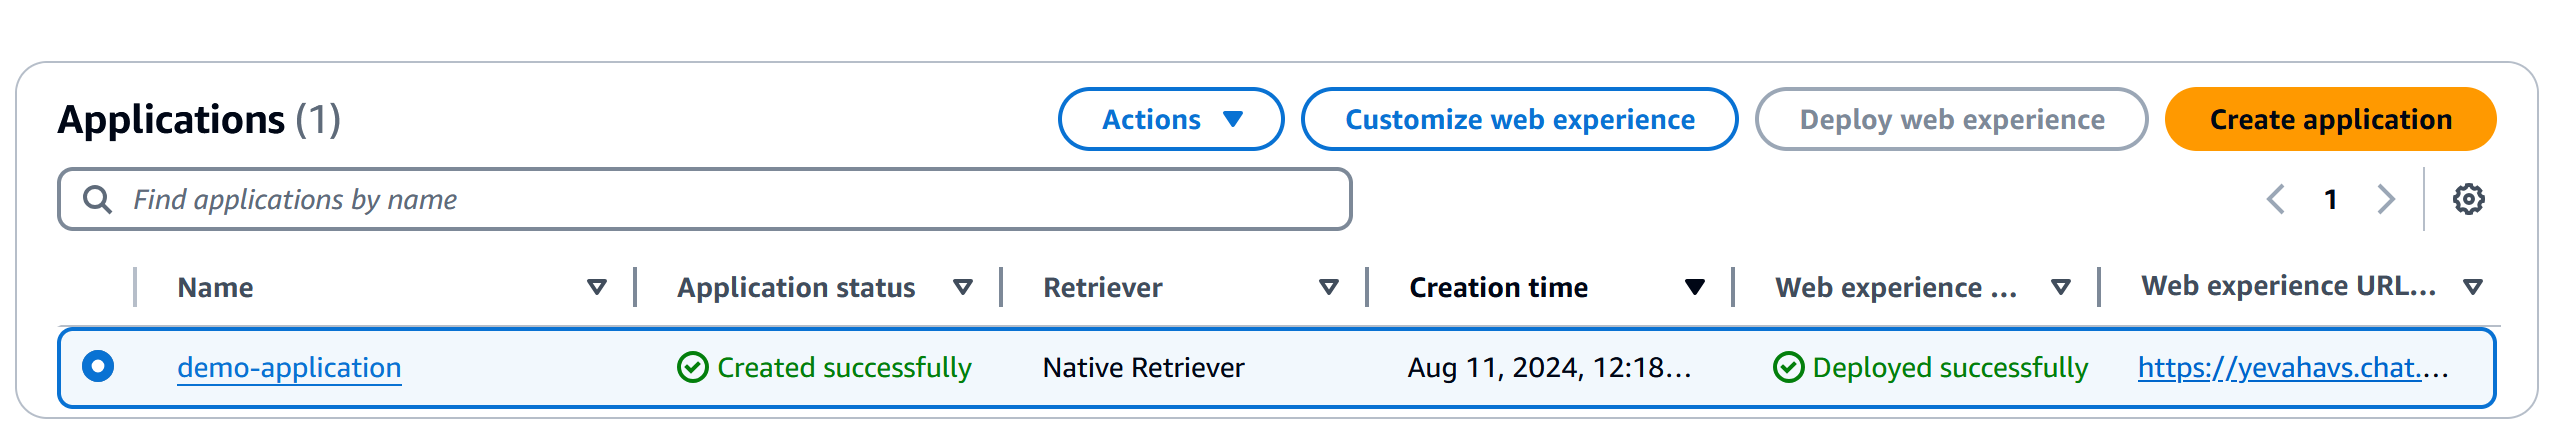 Applications (1)
Actions
Customize web experience
Deploy web experience
Create application
Find applications by name
1
Name
Application status
Retriever
Creation time
Web experience ...
Web experience URL...
demo-application
Created successfully
Native Retriever
Aug 11, 2024, 12:18...
Deployed successfully
https://yevahavs.chat....